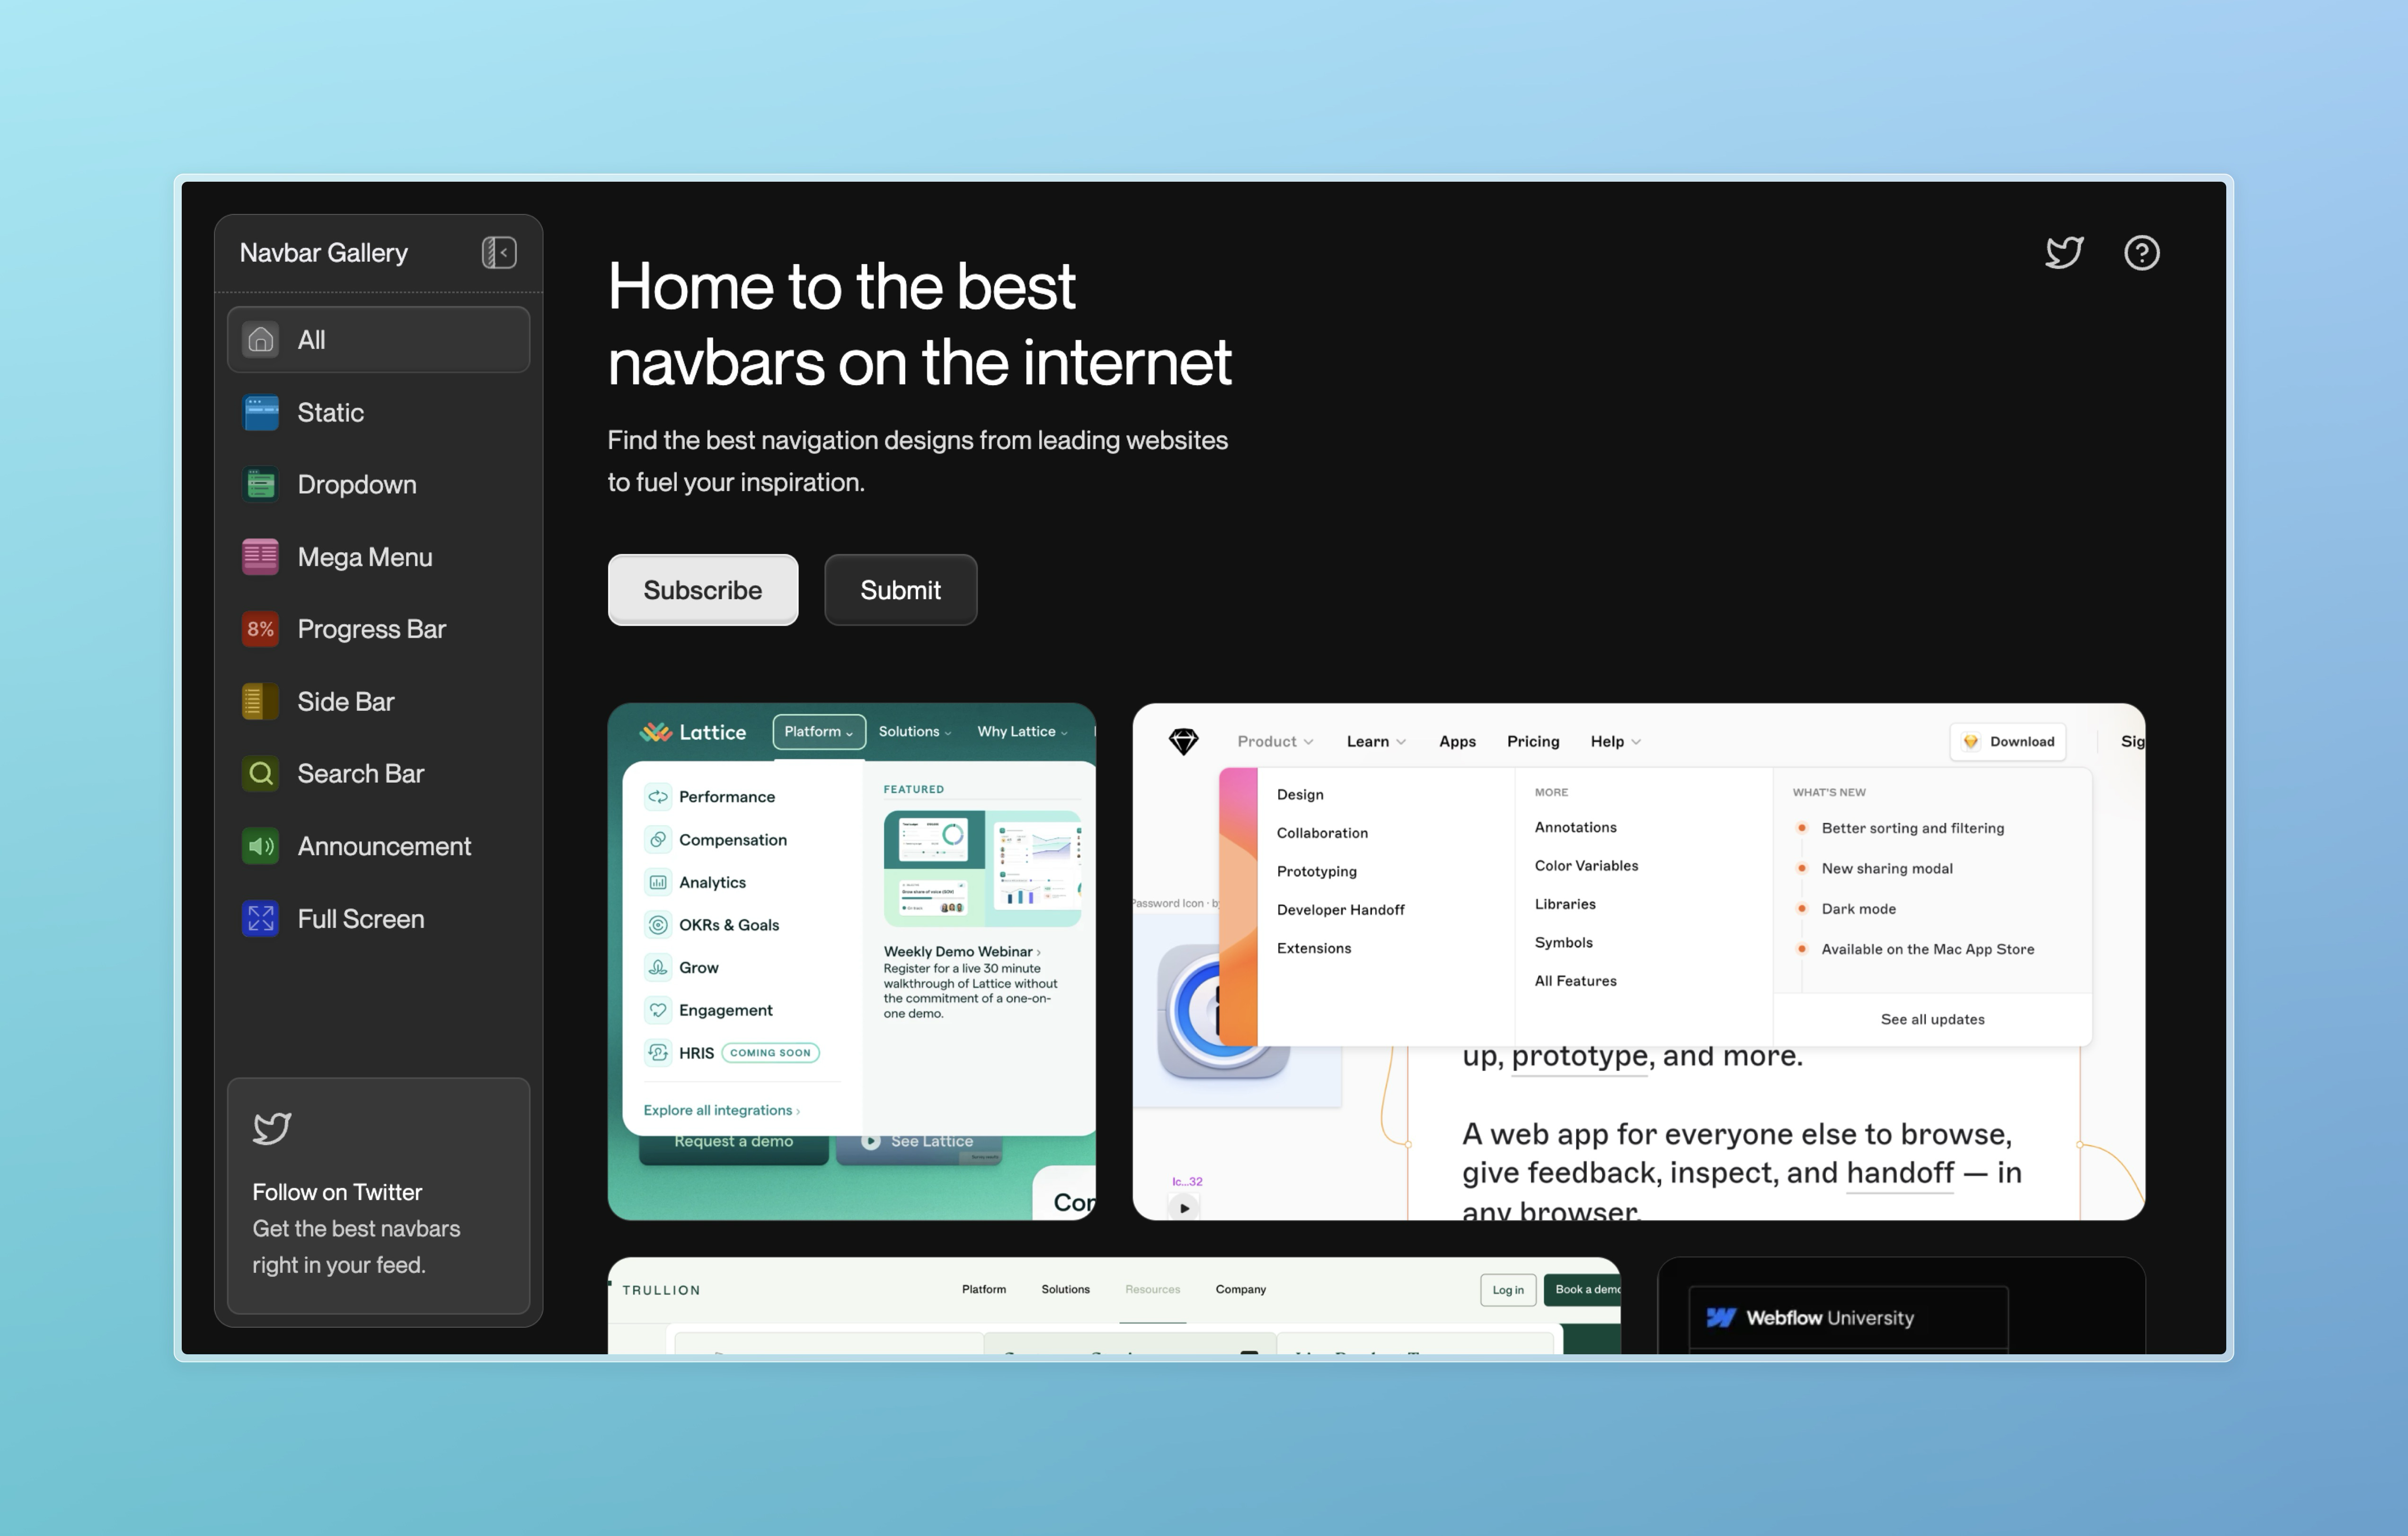 Navbar Gallery
All
Static
Dropdown
Mega Menu
8%
Progress Bar
Side Bar
Search Bar
Announcement
Full Screen
Follow on Twitter
Get the best navbars
right in your feed.
Home to the best
navbars on the internet
Find the best navigation designs from leading websites
to fuel your inspiration.
Subscribe
Submit
Lattice
Platform
Solutions
Why Lattice
Performance
Compensation
Analytics
OKRs & Goals
Grow
Engagement
HRIS
COMING SOON
Explore all integrations ›
FEATURED
Weekly Demo Webinar ›
Register for a live 30 minute
walkthrough of Lattice without
the commitment of a one-on-
one demo.
Request a demo
See Lattice
Cor
Product
Learn
Apps
Pricing
Help
Download
Sig
Password Icon · by
Design
Collaboration
Prototyping
Developer Handoff
Extensions
MORE
Annotations
Color Variables
Libraries
Symbols
All Features
WHAT'S NEW
Better sorting and filtering
New sharing modal
Dark mode
Available on the Mac App Store
See all updates
up, prototype, and more.
A web app for everyone else to browse,
give feedback, inspect, and handoff — in
any browser.
Ic...32
TRULLION
Platform
Solutions
Resources
Company
Log in
Book a demo
Webflow University